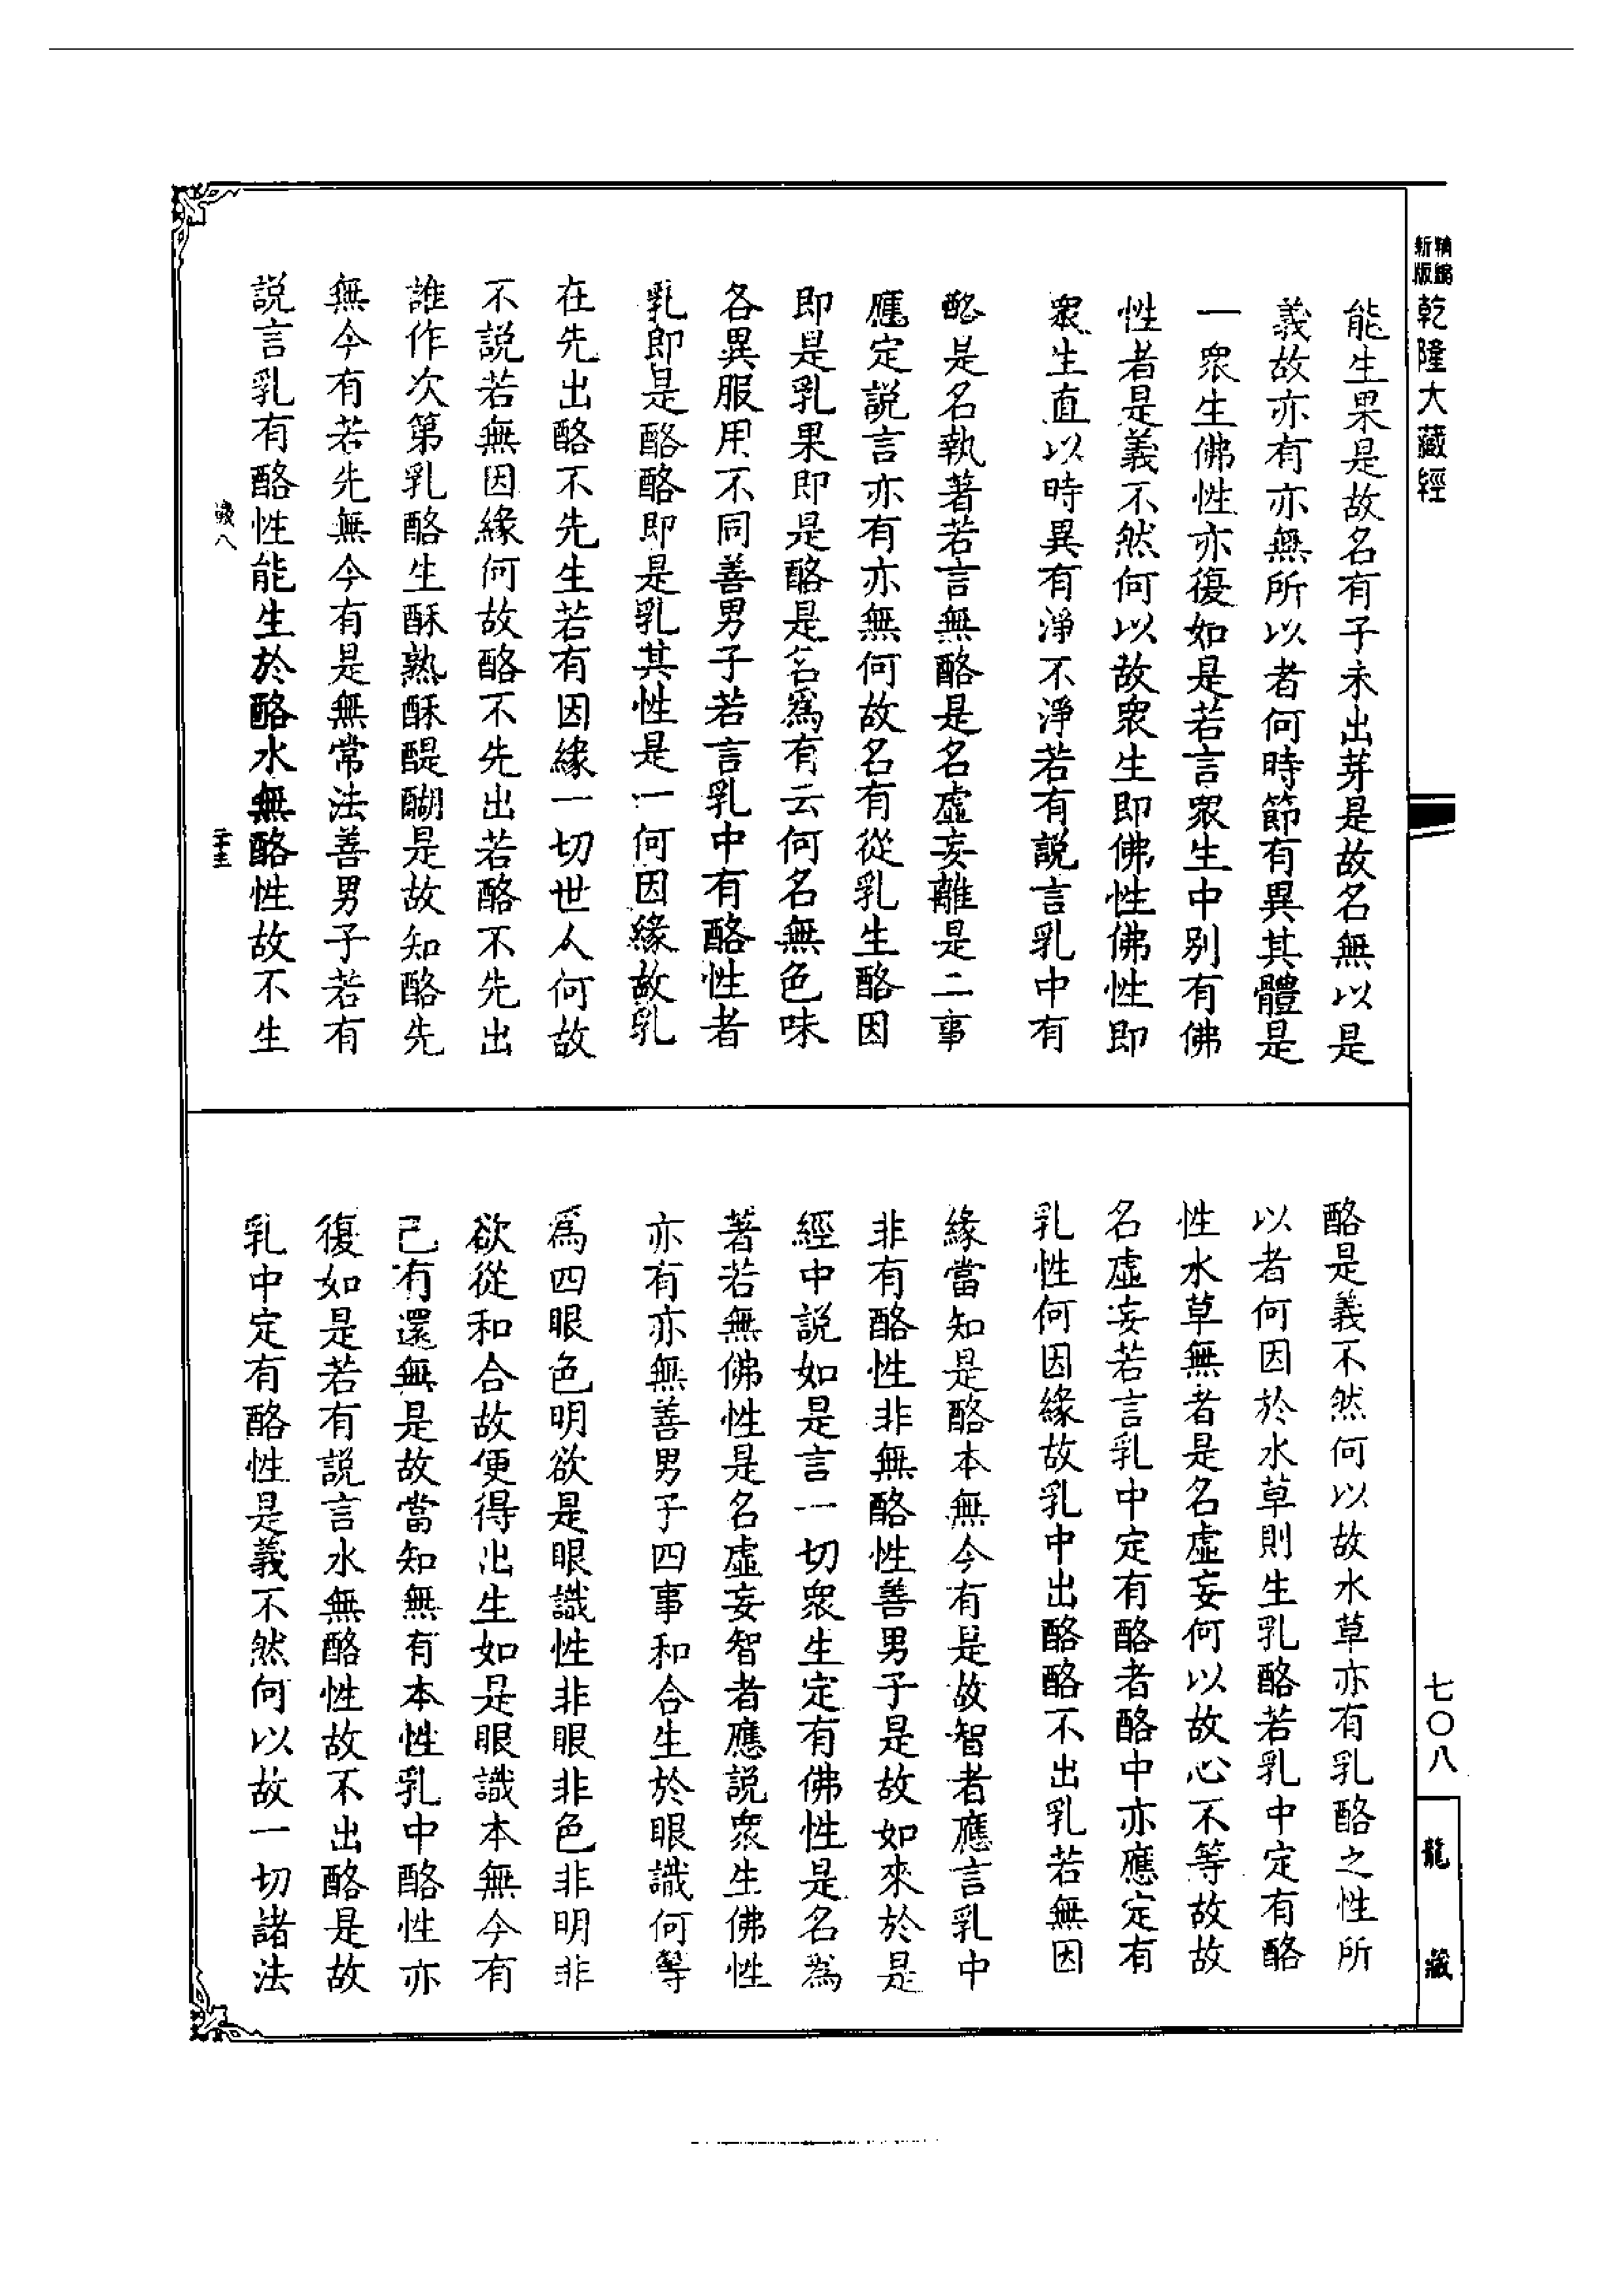 精編
新版
乾隆大藏經
能生果是故名有子未出芽是故名無以是
義故亦有亦無所以者何時節有異其體是
一衆生佛性亦復如是若言衆生中別有佛
性者是義不然何以故衆生即佛性佛性即
衆生直以時異有淨不淨若有說言乳中有
酪是名執著若言無酪是名虛妄離是二事
應定說言亦有亦無何故名有從乳生酪因
即是乳果即是酪是名爲有云何名無色味
各異服用不同善男子若言乳中有酪性者
乳即是酪酪即是乳其性是一何因緣故乳
在先出酪不先生若有因緣一切世人何故
不說若無因緣何故酪不先出若酪不先出
誰作次第乳酪生酥熟酥醍醐是故知酪先
無今有若先無今有是無常法善男子若有
說言乳有酪性能生於酪水無酪性故不生
酪是義不然何以故水草亦有乳酪之性所
以者何因於水草則生乳酪若乳中定有酪
性水草無者是名虛妄何以故心不等故故
名虛妄若言乳中定有酪者酪中亦應定有
乳性何因緣故乳中出酪酪不出乳若無因
緣當知是酪本無今有是故智者應言乳中
非有酪性非無酪性善男子是故如來於是
經中說如是言一切衆生定有佛性是名爲
著若無佛性是名虛妄智者應說衆生佛性
亦有亦無善男子四事和合生於眼識何等
爲四眼色明欲是眼識性非眼非色非明非
欲從和合故便得出生如是眼識本無今有
已有還無是故當知無有本性乳中酪性亦
復如是若有說言水無酪性故不出酪是故
乳中定有酪性是義不然何以故一切諸法
七〇八
龍藏